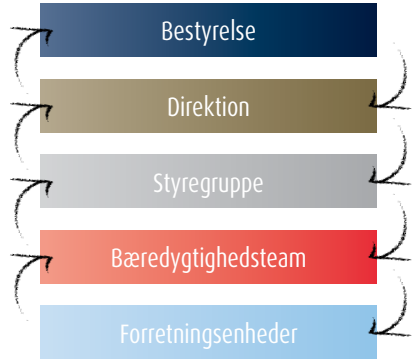 Bestyrelse
Direktion
Styregruppe
Bæredygtighedsteam
Forretningsenheder